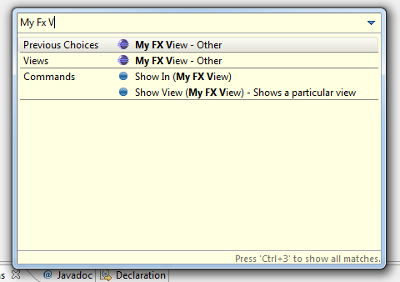 My Fx V
Previous Choices My FX View - Other
Views My FX View - Other
Commands Show In (My FX View)
Show View (My FX View) - Shows a particular view
Press 'Ctrl+3' to show all matches.
@ Javadoc Declaration